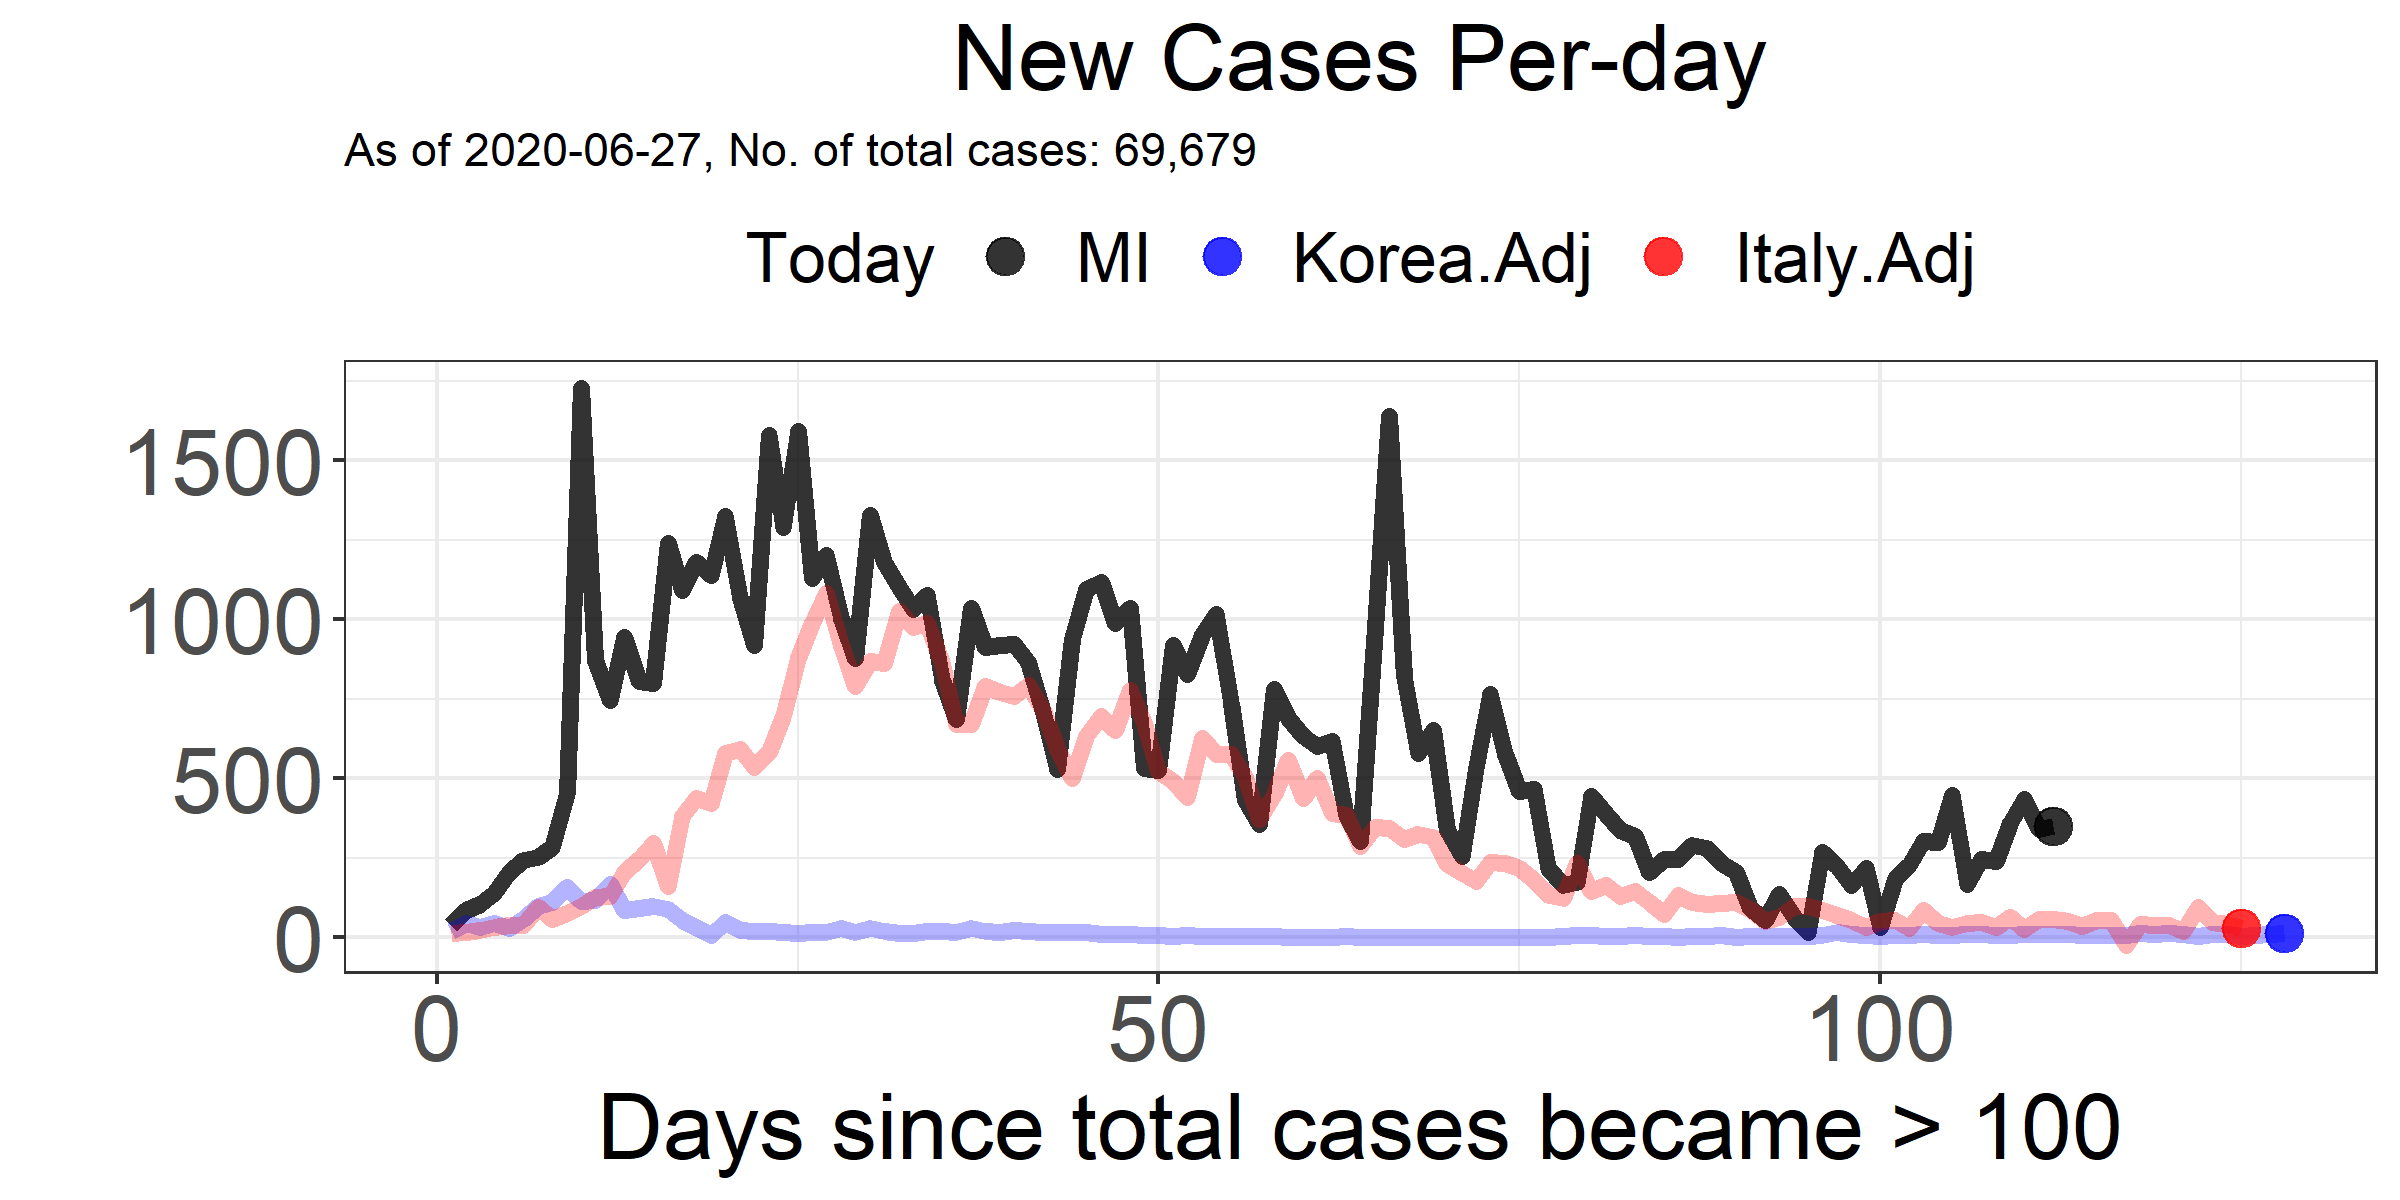 New Cases Per-day
As of 2020-06-27, No. of total cases: 69,679
Today MI Korea.Adj Italy.Adj
1500
1000
500
0
0 50 100
Days since total cases became > 100